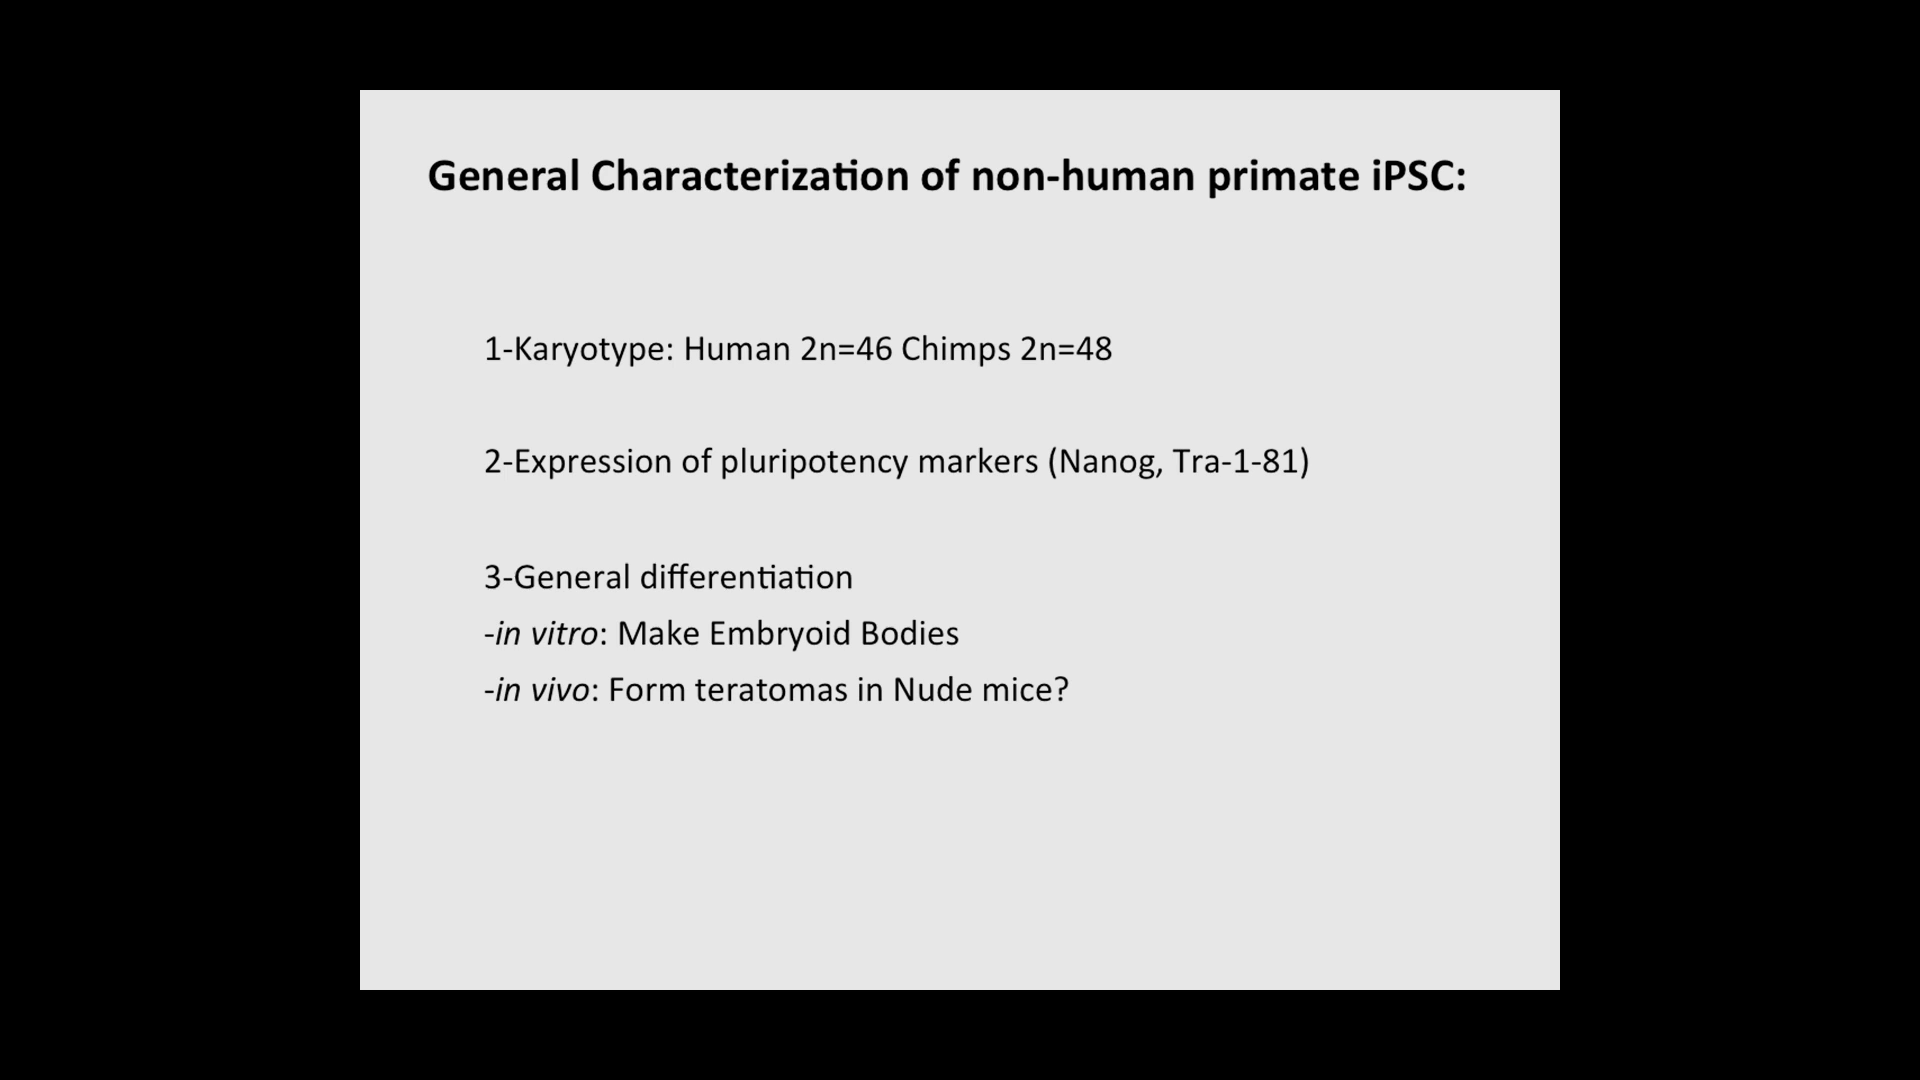 General Characterization of non-human primate iPSC:
1-Karyotype: Human 2n=46 Chimps 2n=48
2-Expression of pluripotency markers (Nanog, Tra-1-81)
3-General differentiation
-in vitro: Make Embryoid Bodies
-in vivo: Form teratomas in Nude mice?